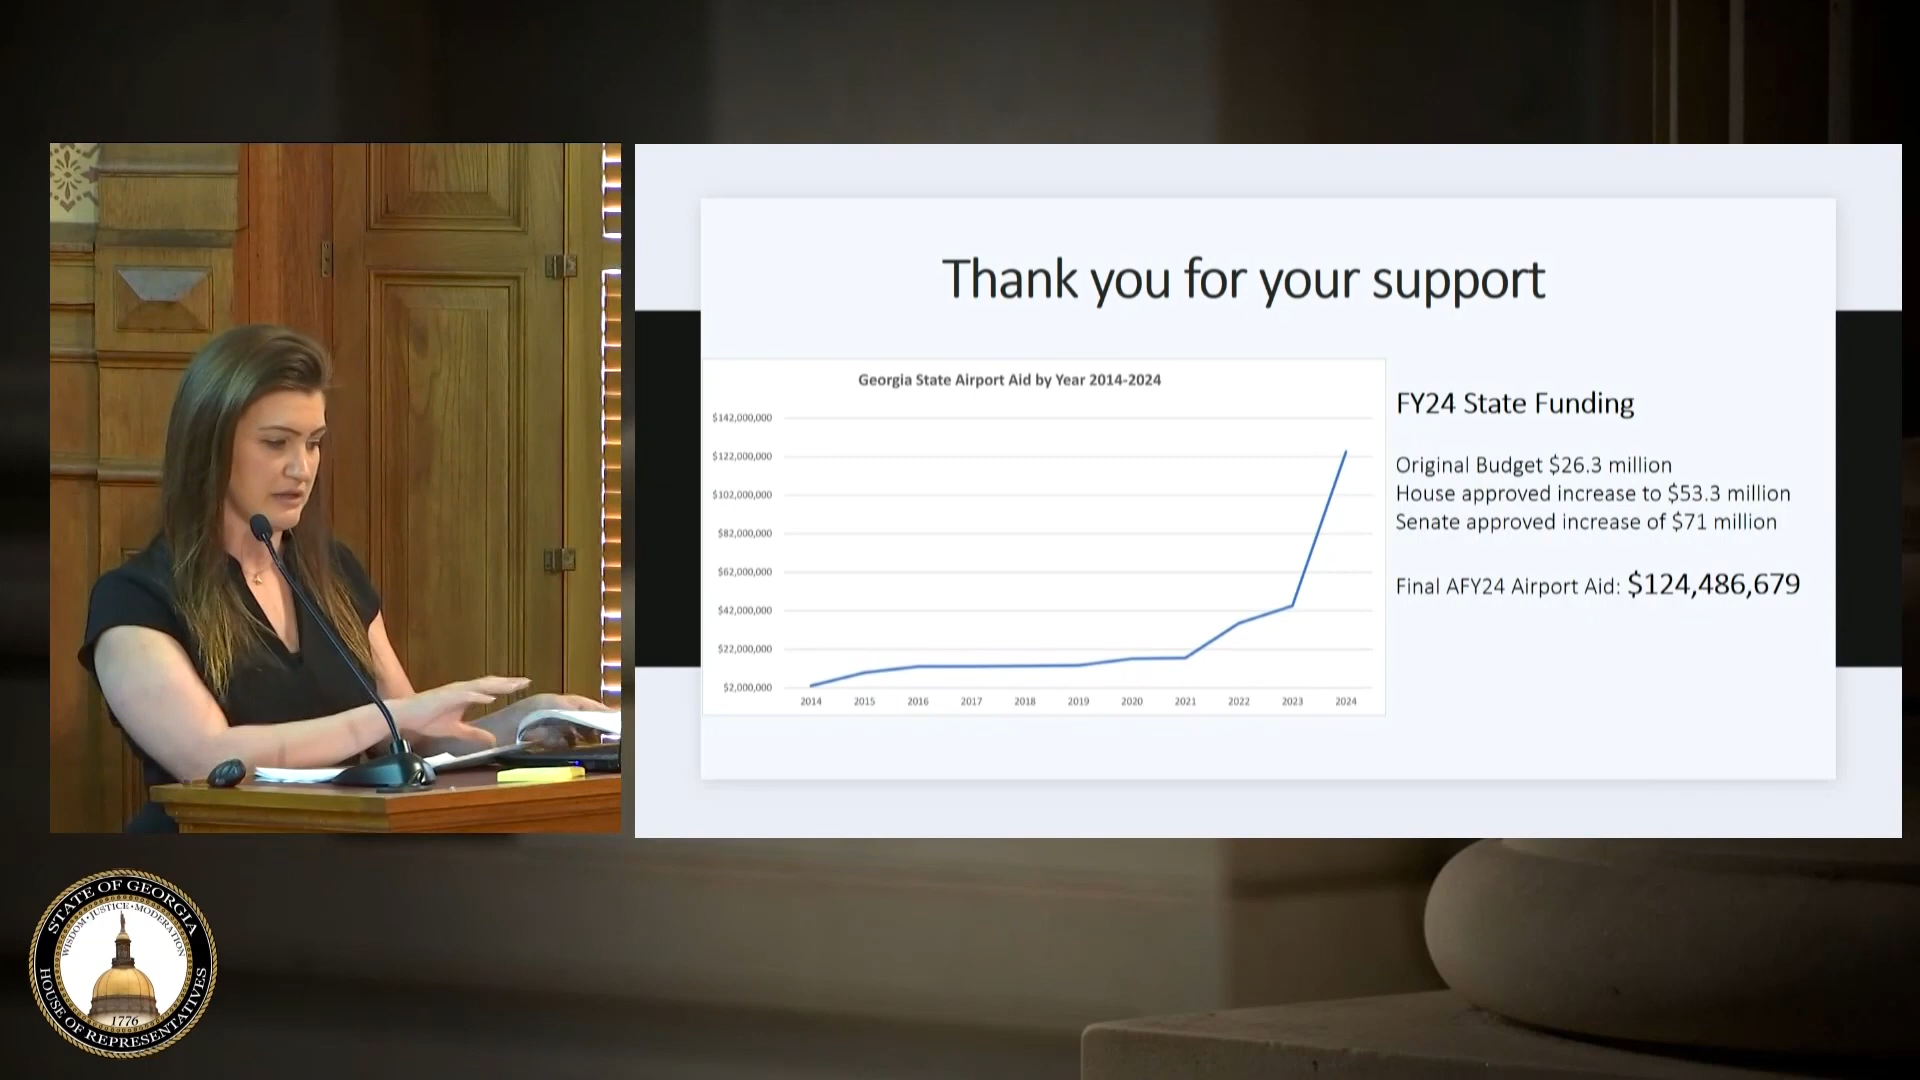 Thank you for your support
Georgia State Airport Aid by Year 2014-2024
$142,000,000
$122,000,000
$102,000,000
$82,000,000
$62,000,000
$42,000,000
$22,000,000
$2,000,000
2014 2015 2016 2017 2018 2019 2020 2021 2022 2023 2024
FY24 State Funding
Original Budget $26.3 million
House approved increase to $53.3 million
Senate approved increase of $71 million
Final AFY24 Airport Aid: $124,486,679
STATE OF GEORGIA
WISDOM • JUSTICE • MODERATION
1776
HOUSE OF REPRESENTATIVES